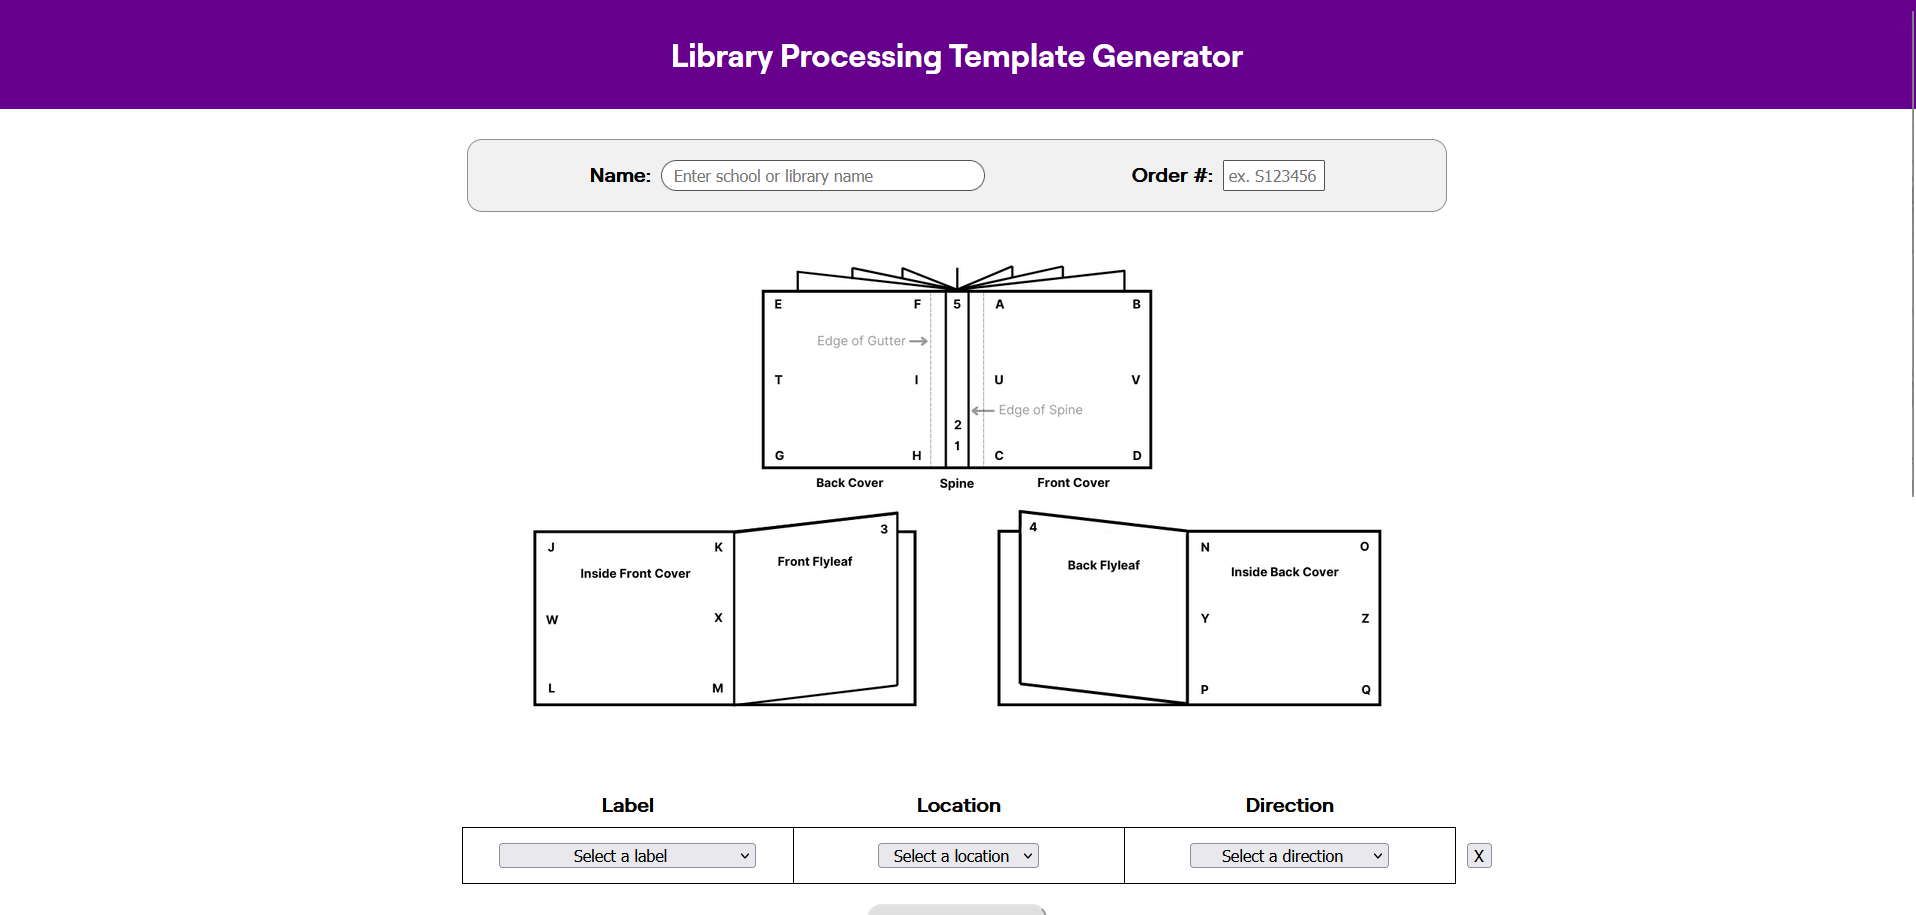 Library Processing Template Generator
Name: Enter school or library name Order #: ex. S123456
E F 5 A B
Edge of Gutter
T I U V
Edge of Spine
2
1
G H C D
Back Cover Spine Front Cover
J K 3
Inside Front Cover Front Flyleaf
W X
L M
4 N O
Back Flyleaf Inside Back Cover
Y Z
P Q
Label Location Direction
Select a label Select a location Select a direction X